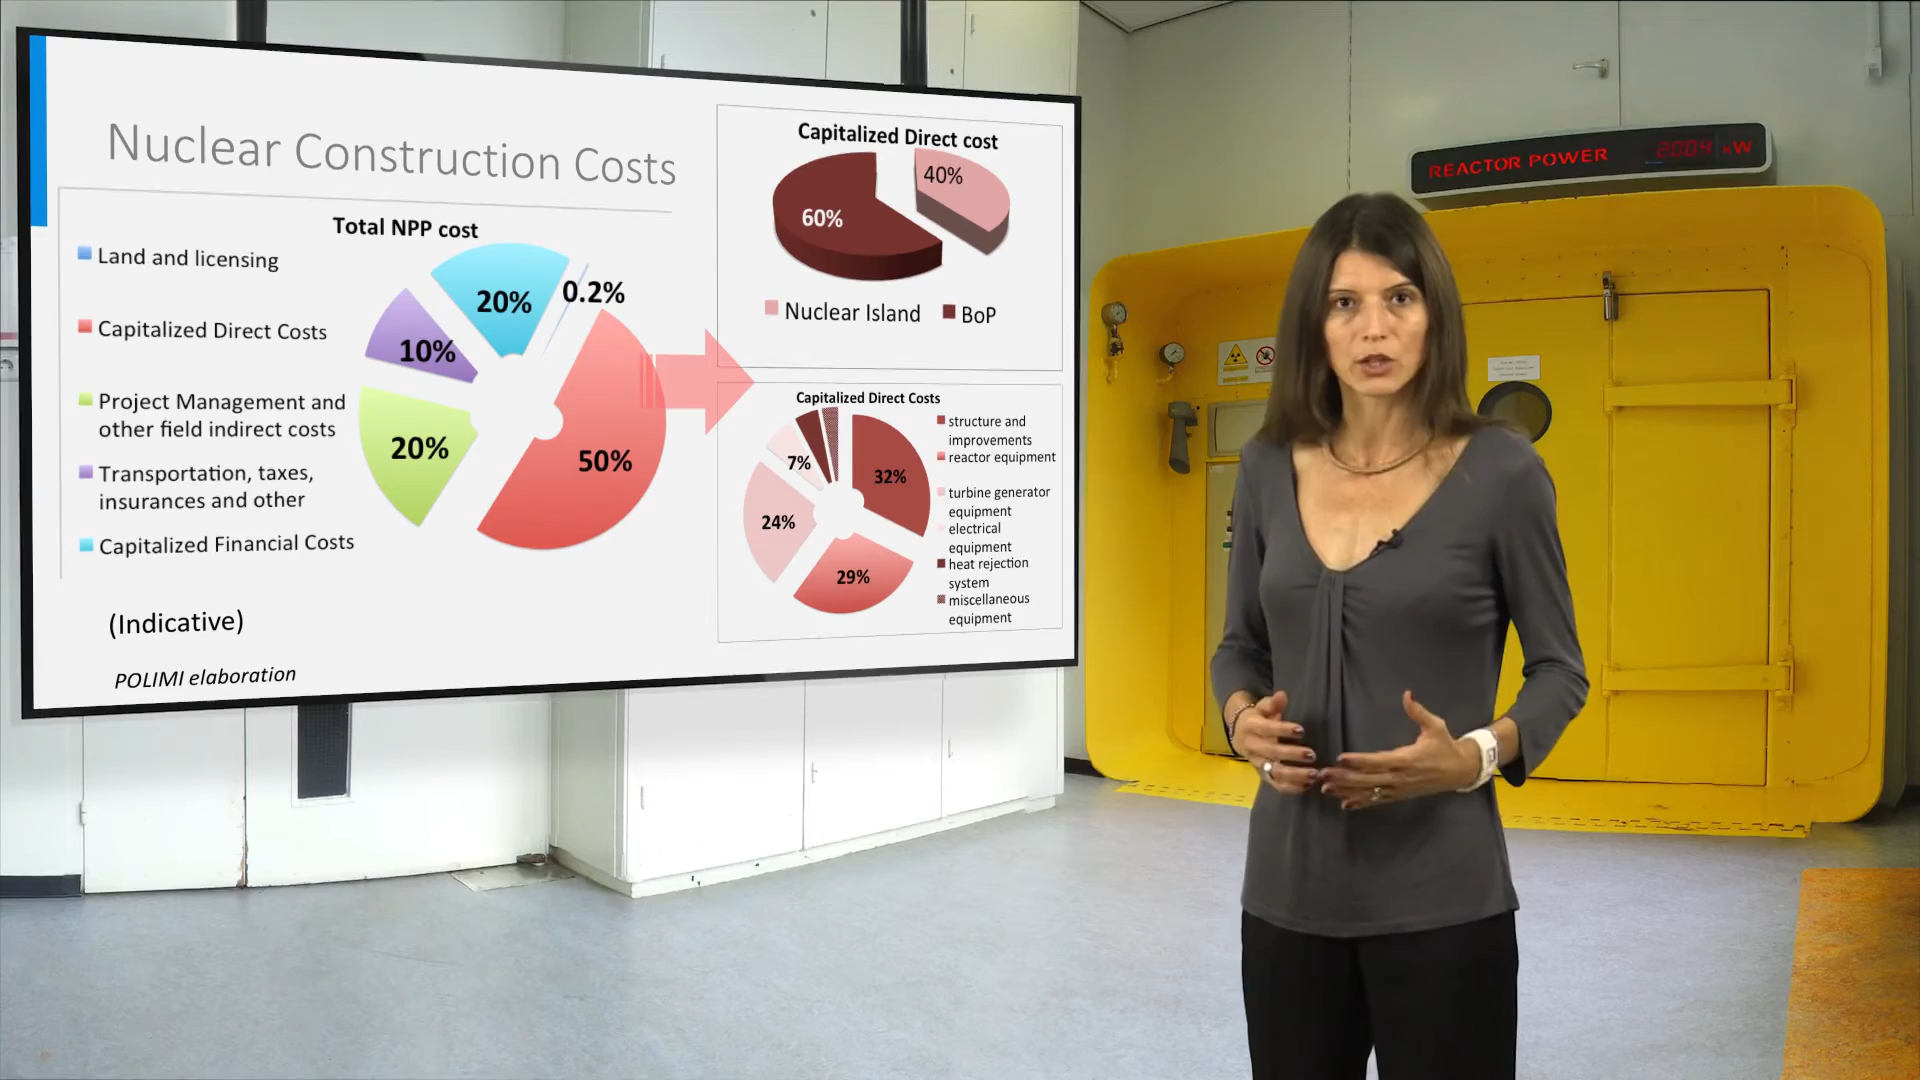 Nuclear Construction Costs
Total NPP cost
Land and licensing
Capitalized Direct Costs
Project Management and
other field indirect costs
Transportation, taxes,
insurances and other
Capitalized Financial Costs
20%
0.2%
10%
20%
50%
(Indicative)
POLIMI elaboration
Capitalized Direct cost
40%
60%
Nuclear Island
BoP
Capitalized Direct Costs
32%
7%
24%
29%
structure and
improvements
reactor equipment
turbine generator
equipment
electrical
equipment
heat rejection
system
miscellaneous
equipment
REACTOR POWER 2004 kW